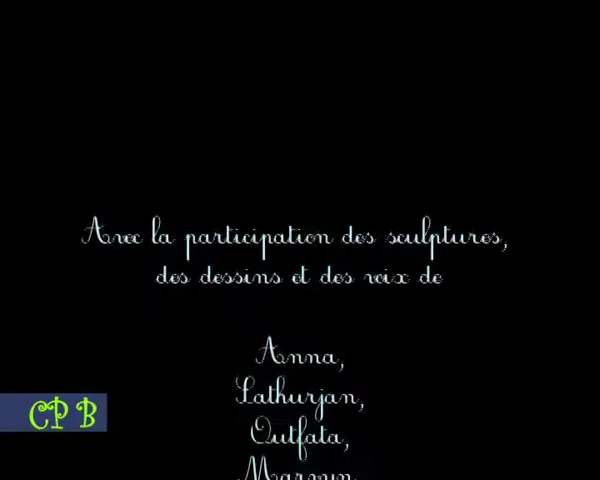 Avec la participation des sculptures,
des dessins et des voix de
Anna,
Lathurjan,
Outfata,
CP B